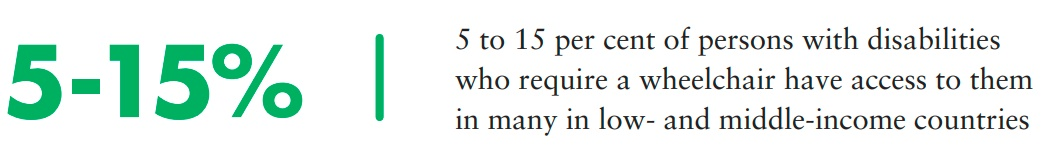 5-15%
5 to 15 per cent of persons with disabilities
who require a wheelchair have access to them
in many in low- and middle-income countries